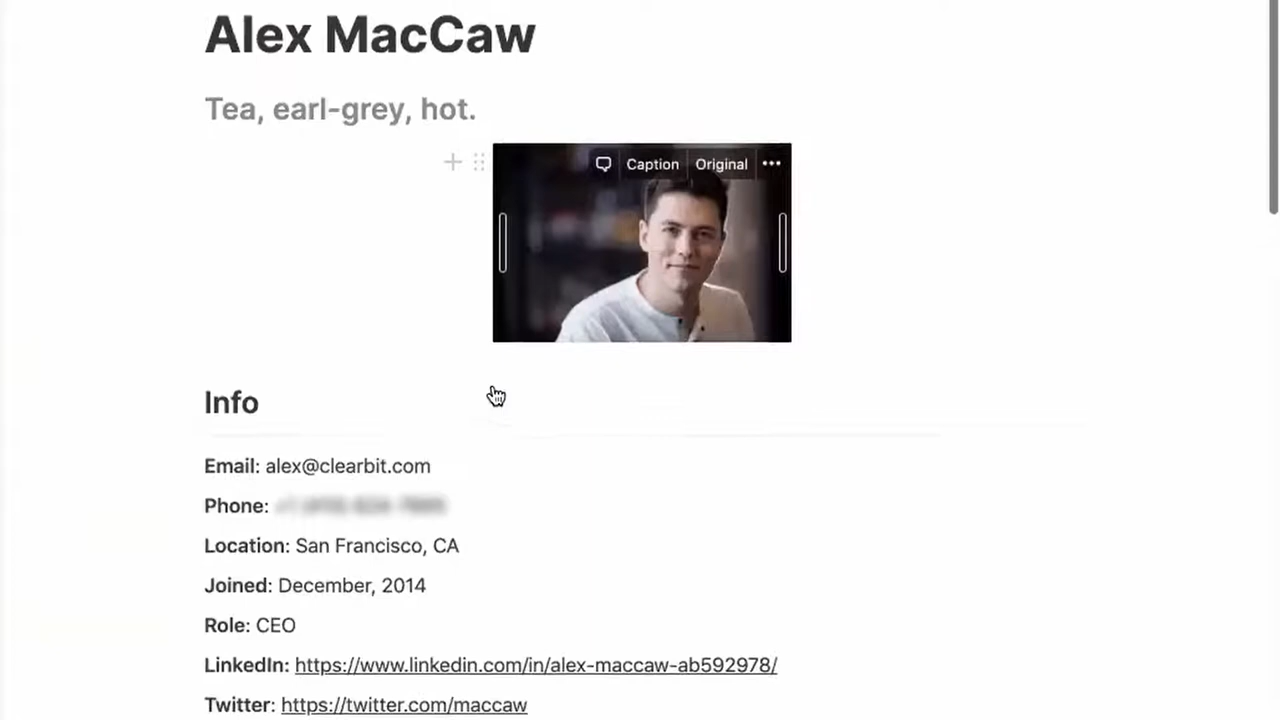 Alex MacCaw
Tea, earl-grey, hot.
Caption Original
Info
Email: alex@clearbit.com
Phone:
Location: San Francisco, CA
Joined: December, 2014
Role: CEO
LinkedIn: https://www.linkedin.com/in/alex-maccaw-ab592978/
Twitter: https://twitter.com/maccaw